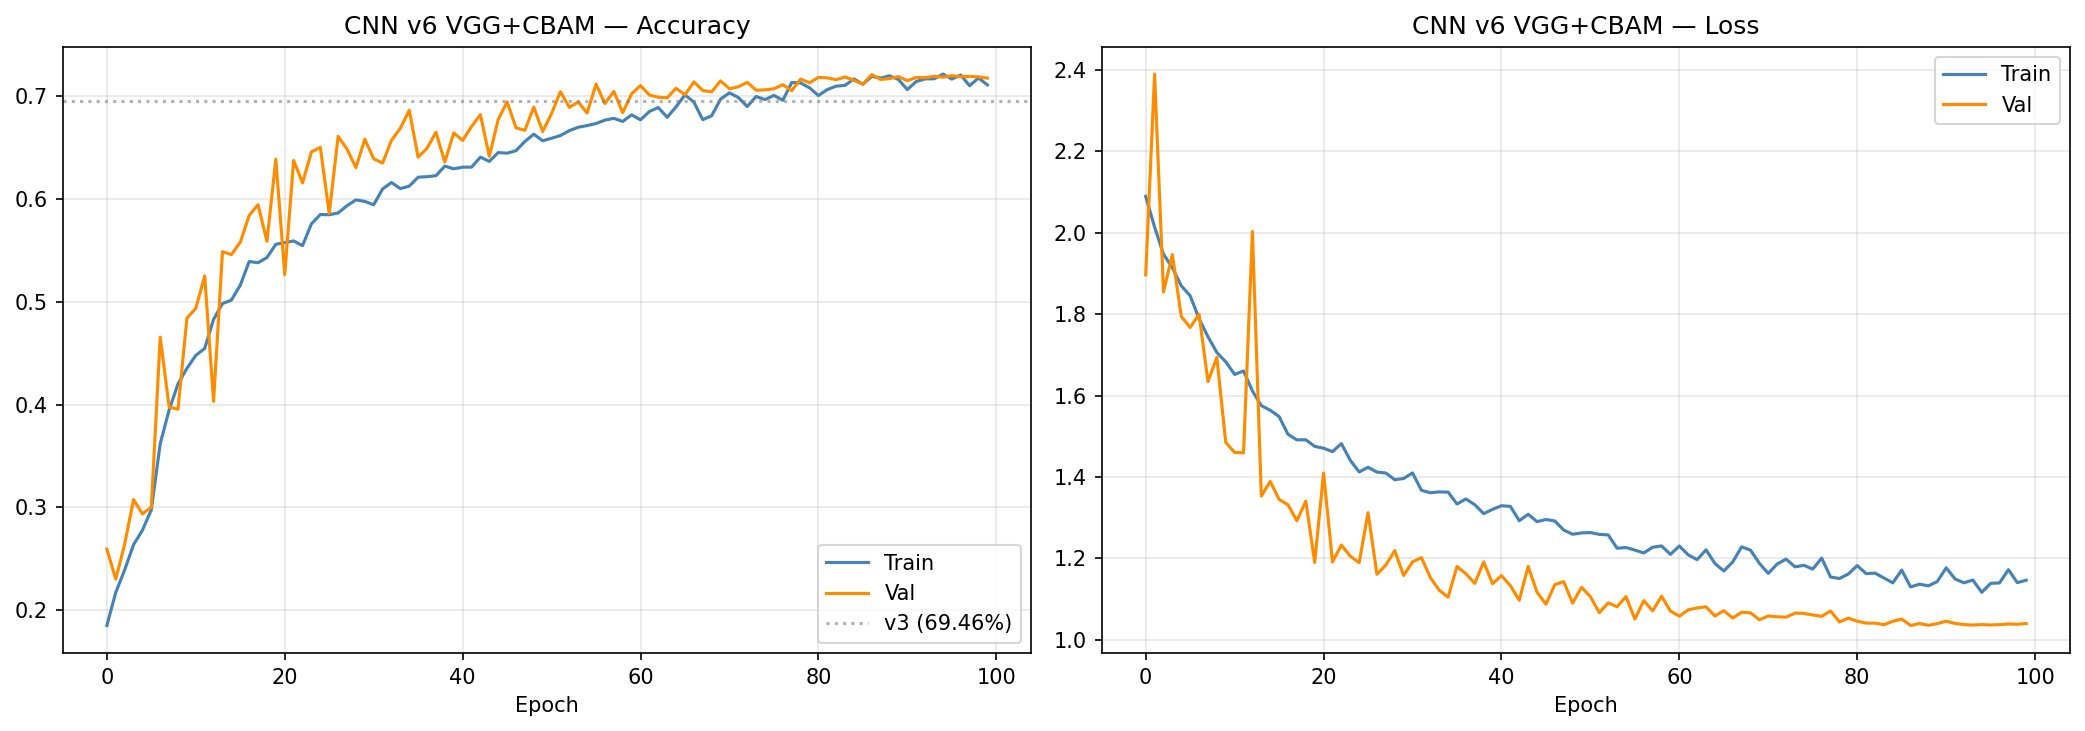 CNN v6 VGG+CBAM — Accuracy
0.7
0.6
0.5
0.4
0.3
0.2
0
20
40
60
80
100
Epoch
Train
Val
v3 (69.46%)
CNN v6 VGG+CBAM — Loss
2.4
2.2
2.0
1.8
1.6
1.4
1.2
1.0
0
20
40
60
80
100
Epoch
Train
Val